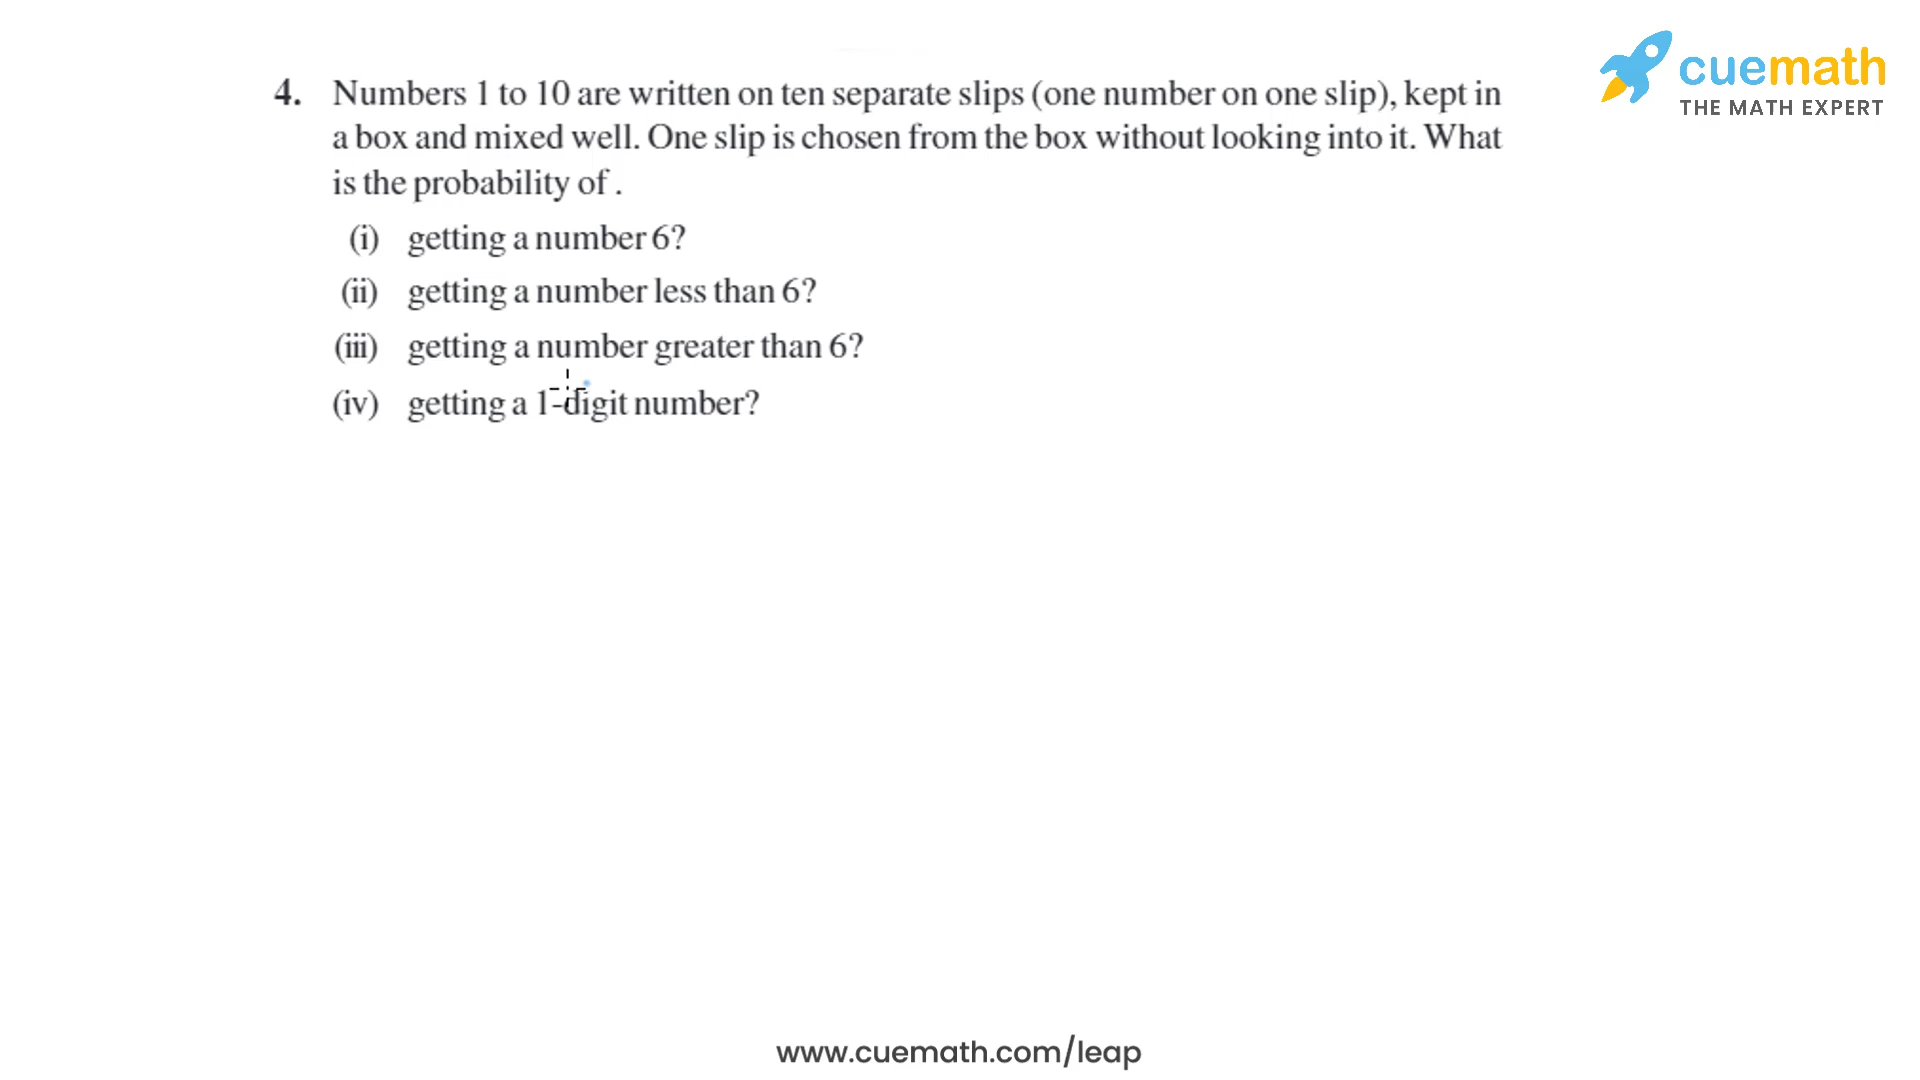 cuemath
THE MATH EXPERT
4. Numbers 1 to 10 are written on ten separate slips (one number on one slip), kept in
a box and mixed well. One slip is chosen from the box without looking into it. What
is the probability of .
(i) getting a number 6?
(ii) getting a number less than 6?
(iii) getting a number greater than 6?
(iv) getting a 1-digit number?
www.cuemath.com/leap